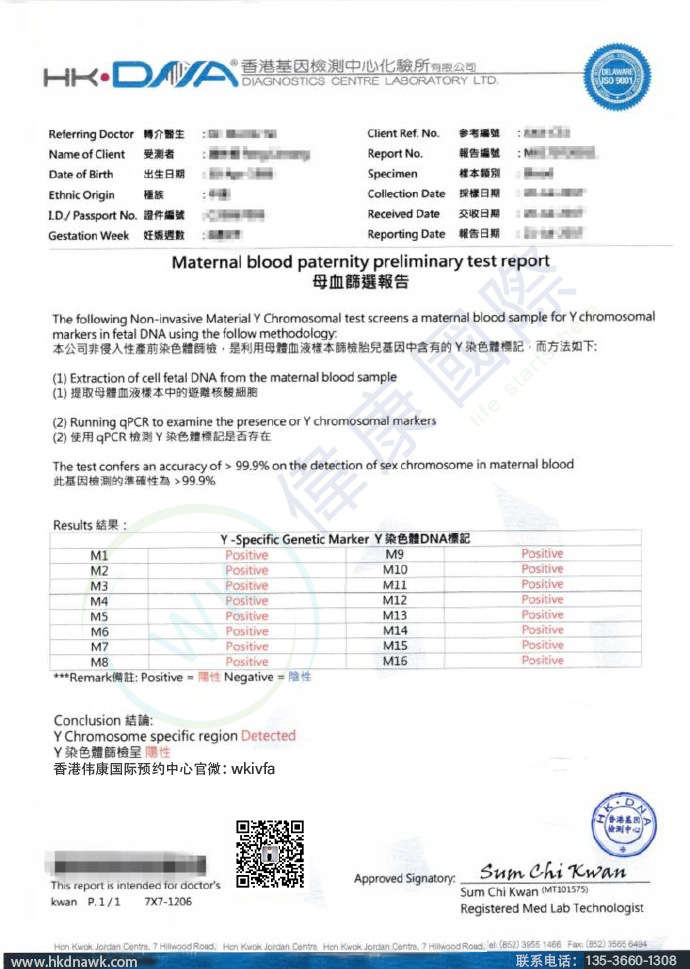 HK·DNA® 香港基因檢測中心化驗所有限公司
DIAGNOSTICS CENTRE LABORATORY LTD.
DELAWARE
ISO 9001
Referring Doctor 轉介醫生 :
Name of Client 受測者 :
Date of Birth 出生日期 :
Ethnic Origin 種族 :
I.D./ Passport No. 證件編號 :
Gestation Week 妊娠週數 :
Client Ref. No. 參考編號 :
Report No. 報告編號 :
Specimen 樣本類別 :
Collection Date 採樣日期 :
Received Date 交收日期 :
Reporting Date 報告日期 :
Maternal blood paternity preliminary test report
母血篩選報告
The following Non-invasive Material Y Chromosomal test screens a maternal blood sample for Y chromosomal
markers in fetal DNA using the follow methodology:
本公司非侵入性產前染色體篩檢，是利用母體血液樣本篩檢胎兒基因中含有的 Y 染色體標記，而方法如下:
(1) Extraction of cell fetal DNA from the maternal blood sample
(1) 提取母體血液樣本中的遊離核酸細胞
(2) Running qPCR to examine the presence or Y chromosomal markers
(2) 使用 qPCR 檢測 Y 染色體標記是否存在
The test confers an accuracy of > 99.9% on the detection of sex chromosome in maternal blood
此基因檢測的準確性為 >99.9%
偉康國際
life starts here
WK
Results 結果 :
Y -Specific Genetic Marker Y 染色體DNA標記
M1 Positive M9 Positive
M2 Positive M10 Positive
M3 Positive M11 Positive
M4 Positive M12 Positive
M5 Positive M13 Positive
M6 Positive M14 Positive
M7 Positive M15 Positive
M8 Positive M16 Positive
***Remark備註: Positive = 陽性 Negative = 陰性
Conclusion 結論:
Y Chromosome specific region Detected
Y 染色體篩檢呈 陽性
香港伟康国际预约中心官微: wkivfa
HK·DNA
香港基因
檢測中心
This report is intended for doctor's
kwan P.1/1 7X7-1206
Approved Signatory: Sum Chi Kwan
Sum Chi Kwan (MT101575)
Registered Med Lab Technologist
Hon Kwok Jordan Centre, 7 Hillwood Road, Hon Kwok Jordan Centre Hon Kwok Jordan Centre, 7 Hillwood Road, Tel: (852) 3955 1466 Fax: (852) 3565 6494
www.hkdnawk.com 联系电话：135-3660-1308